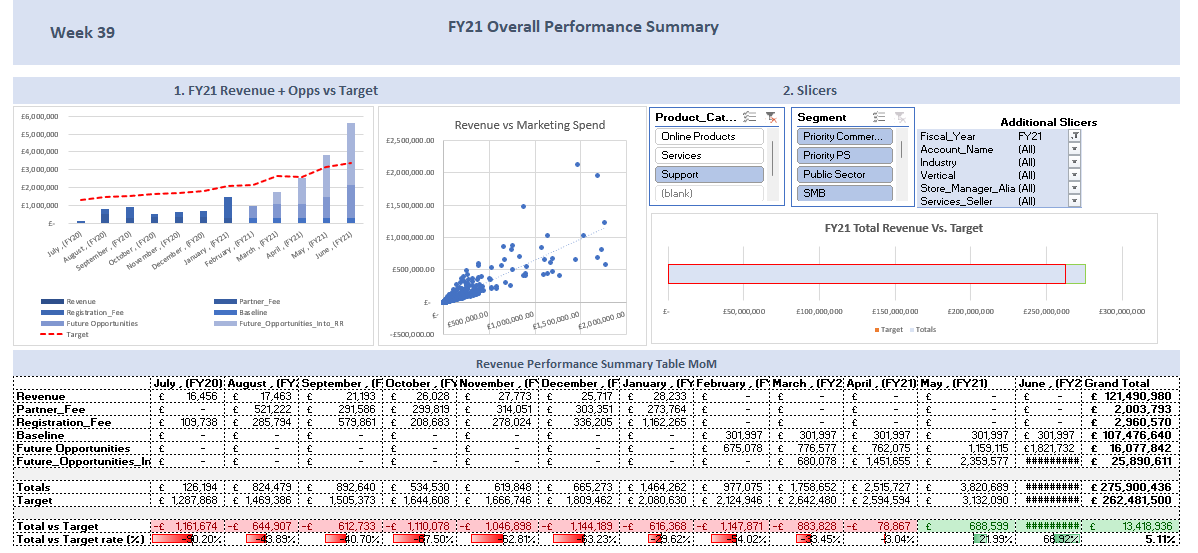 Week 39
FY21 Overall Performance Summary
1. FY21 Revenue + Opps vs Target
2. Slicers
£6,000,000
£5,000,000
£4,000,000
£3,000,000
£2,000,000
£1,000,000
£-
July , (FY20)
August , (FY20)
September , (FY20)
October , (FY20)
November , (FY20)
December , (FY20)
January , (FY21)
February , (FY21)
March , (FY21)
April , (FY21)
May , (FY21)
June , (FY21)
Revenue
Partner_Fee
Registration_Fee
Baseline
Future Opportunities
Future_Opportunities_Into_RR
Target
Revenue vs Marketing Spend
£2,500,000.00
£2,000,000.00
£1,500,000.00
£1,000,000.00
£500,000.00
£-
-£500,000.00
£-
£500,000.00
£1,000,000.00
£1,500,000.00
£2,000,000.00
Product_Cat...
Online Products
Services
Support
(blank)
Segment
Priority Commer...
Priority PS
Public Sector
SMB
Additional Slicers
Fiscal_Year FY21
Account_Name (All)
Industry (All)
Vertical (All)
Store_Manager_Alia (All)
Services_Seller (All)
FY21 Total Revenue Vs. Target
£- £50,000,000 £100,000,000 £150,000,000 £200,000,000 £250,000,000 £300,000,000
Target Totals
Revenue Performance Summary Table MoM
July , (FY20) August , (FY2 September , (F October , (FY November , (F December , (F January , (FY February , (FY March , (FY2 April , (FY21) May , (FY21) June , (FY2 Grand Total
Revenue £ 16,456 £ 17,463 £ 21,193 £ 26,028 £ 27,773 £ 25,717 £ 28,233 £ - £ - £ - £ - £ - £ 121,490,980
Partner_Fee £ - £ 521,222 £ 291,586 £ 299,819 £ 314,051 £ 303,351 £ 273,764 £ - £ - £ - £ - £ - £ 2,003,793
Registration_Fee £ 109,738 £ 285,794 £ 579,861 £ 208,683 £ 278,024 £ 336,205 £ 1,162,265 £ - £ - £ - £ - £ - £ 2,960,570
Baseline £ - £ - £ - £ - £ - £ - £ - £ 301,997 £ 301,997 £ 301,997 £ 301,997 £ 301,997 £ 107,476,640
Future Opportunities £ - £ - £ - £ - £ - £ - £ - £ 675,078 £ 776,577 £ 762,075 £ 1,159,115 £1,821,732 £ 16,077,842
Future_Opportunities_In £ - £ - £ - £ - £ - £ - £ - £ - £ 680,078 £ 1,451,655 £ 2,359,577 ######### £ 25,890,611
Totals £ 126,194 £ 824,479 £ 892,640 £ 534,530 £ 619,848 £ 665,273 £ 1,464,262 £ 977,075 £ 1,758,652 £ 2,515,727 £ 3,820,689 ######### £ 275,900,436
Target £ 1,287,868 £ 1,469,386 £ 1,505,373 £ 1,644,608 £ 1,666,746 £ 1,809,462 £ 2,080,630 £ 2,124,946 £ 2,642,480 £ 2,594,594 £ 3,132,090 ######### £ 262,481,500
Total vs Target -£ 1,161,674 -£ 644,907 -£ 612,733 -£ 1,110,078 -£ 1,046,898 -£ 1,144,189 -£ 616,368 -£ 1,147,871 -£ 883,828 -£ 78,867 £ 688,599 ######### £ 13,418,936
Total vs Target rate (%) -90.20% -43.89% -40.70% -67.50% -62.81% -63.23% -29.62% -54.02% -33.45% -3.04% 21.99% 66.92% 5.11%